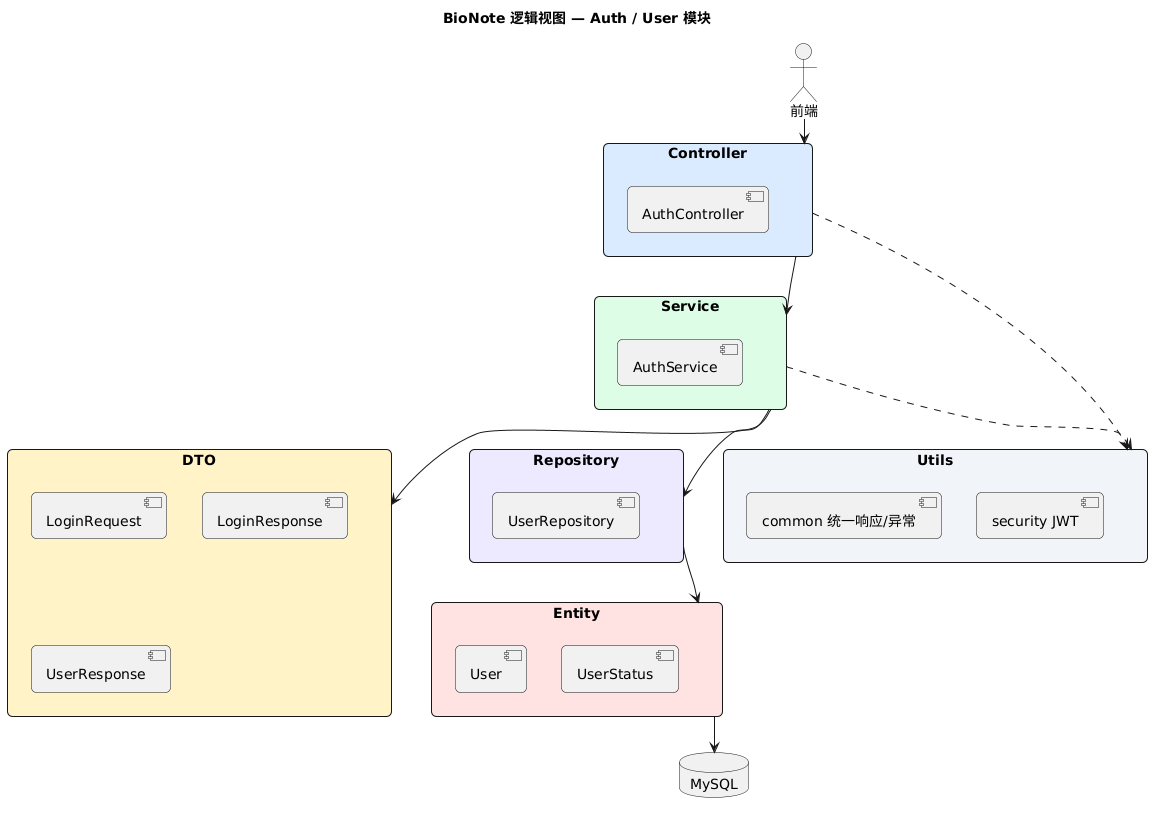 BioNote 逻辑视图 — Auth / User 模块
前端
Controller
AuthController
Service
AuthService
DTO
LoginRequest
LoginResponse
UserResponse
Repository
UserRepository
Utils
common 统一响应/异常
security JWT
Entity
User
UserStatus
MySQL